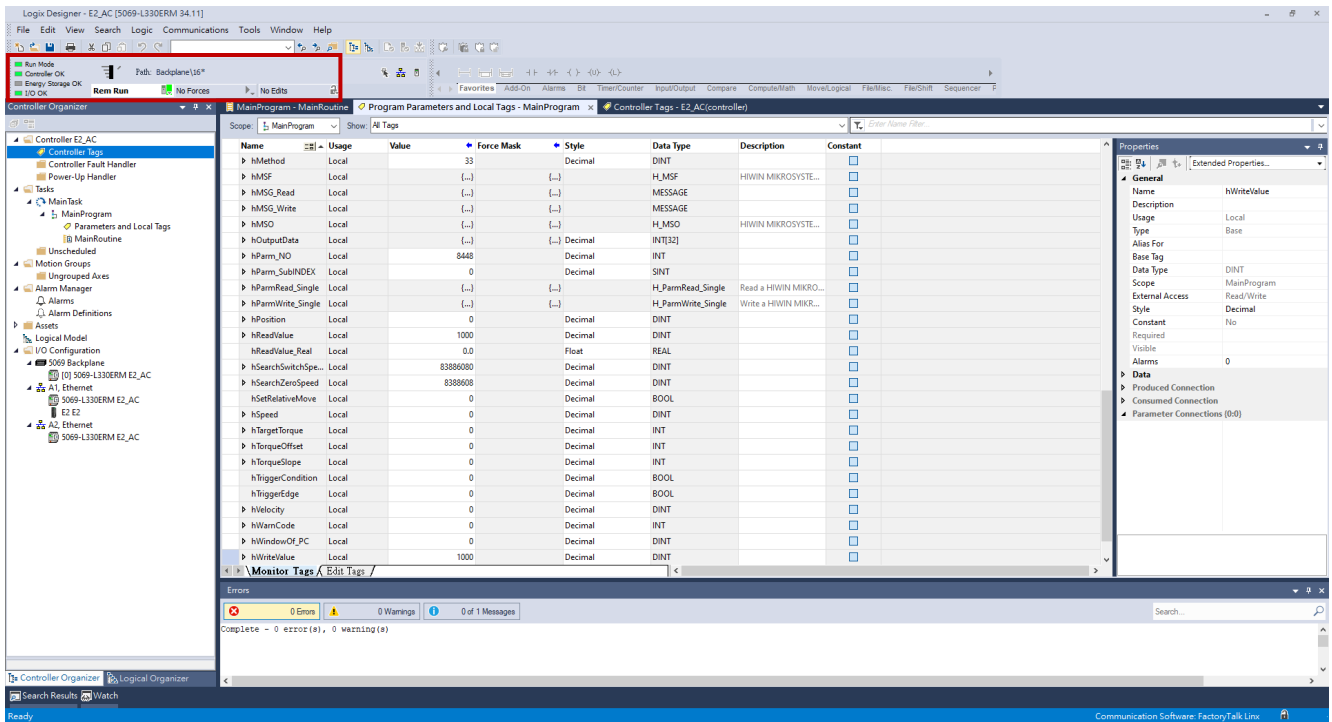 Logix Designer - E2_AC [5069-L330ERM 34.11]
File Edit View Search Logic Communications Tools Window Help
Run Mode
Controller OK
Energy Storage OK
I/O OK
Path: Backplane\16*
Rem Run
No Forces
No Edits
Favorites Add-On Alarms Bit Timer/Counter Input/Output Compare Compute/Math Move/Logical File/Misc. File/Shift Sequencer
Controller Organizer
MainProgram - MainRoutine
Program Parameters and Local Tags - MainProgram
Controller Tags - E2_AC(controller)
Controller E2_AC
Controller Tags
Controller Fault Handler
Power-Up Handler
Tasks
MainTask
MainProgram
Parameters and Local Tags
MainRoutine
Unscheduled
Motion Groups
Ungrouped Axes
Alarm Manager
Alarms
Alarm Definitions
Assets
Logical Model
I/O Configuration
5069 Backplane
[0] 5069-L330ERM E2_AC
A1, Ethernet
5069-L330ERM E2_AC
E2 E2
A2, Ethernet
5069-L330ERM E2_AC
Controller Organizer Logical Organizer
Scope: MainProgram Show: All Tags Enter Name Filter...
Name Usage Value Force Mask Style Data Type Description Constant
hMethod Local 33 Decimal DINT
hMSF Local {...} {...} H_MSF HIWIN MIKROSYSTE...
hMSG_Read Local {...} {...} MESSAGE
hMSG_Write Local {...} {...} MESSAGE
hMSO Local {...} {...} H_MSO HIWIN MIKROSYSTE...
hOutputData Local {...} {...} Decimal INT[32]
hParm_NO Local 8448 Decimal INT
hParm_SubINDEX Local 0 Decimal SINT
hParmRead_Single Local {...} {...} H_ParmRead_Single Read a HIWIN MIKRO...
hParmWrite_Single Local {...} {...} H_ParmWrite_Single Write a HIWIN MIKR...
hPosition Local 0 Decimal DINT
hReadValue Local 1000 Decimal DINT
hReadValue_Real Local 0.0 Float REAL
hSearchSwitchSpe... Local 83886080 Decimal DINT
hSearchZeroSpeed Local 8388608 Decimal DINT
hSetRelativeMove Local 0 Decimal BOOL
hSpeed Local 0 Decimal DINT
hTargetTorque Local 0 Decimal INT
hTorqueOffset Local 0 Decimal INT
hTorqueSlope Local 0 Decimal INT
hTriggerCondition Local 0 Decimal BOOL
hTriggerEdge Local 0 Decimal BOOL
hVelocity Local 0 Decimal DINT
hWarnCode Local 0 Decimal INT
hWindowOf_PC Local 0 Decimal DINT
hWriteValue Local 1000 Decimal DINT
Monitor Tags Edit Tags
Properties
Extended Properties...
General
Name hWriteValue
Description
Usage Local
Type Base
Alias For
Base Tag
Data Type DINT
Scope MainProgram
External Access Read/Write
Style Decimal
Constant No
Required
Visible
Alarms 0
Data
Produced Connection
Consumed Connection
Parameter Connections {0:0}
Errors
0 Errors 0 Warnings 0 of 1 Messages Search...
Complete - 0 error(s), 0 warning(s)
Search Results Watch
Ready Communication Software: FactoryTalk Linx